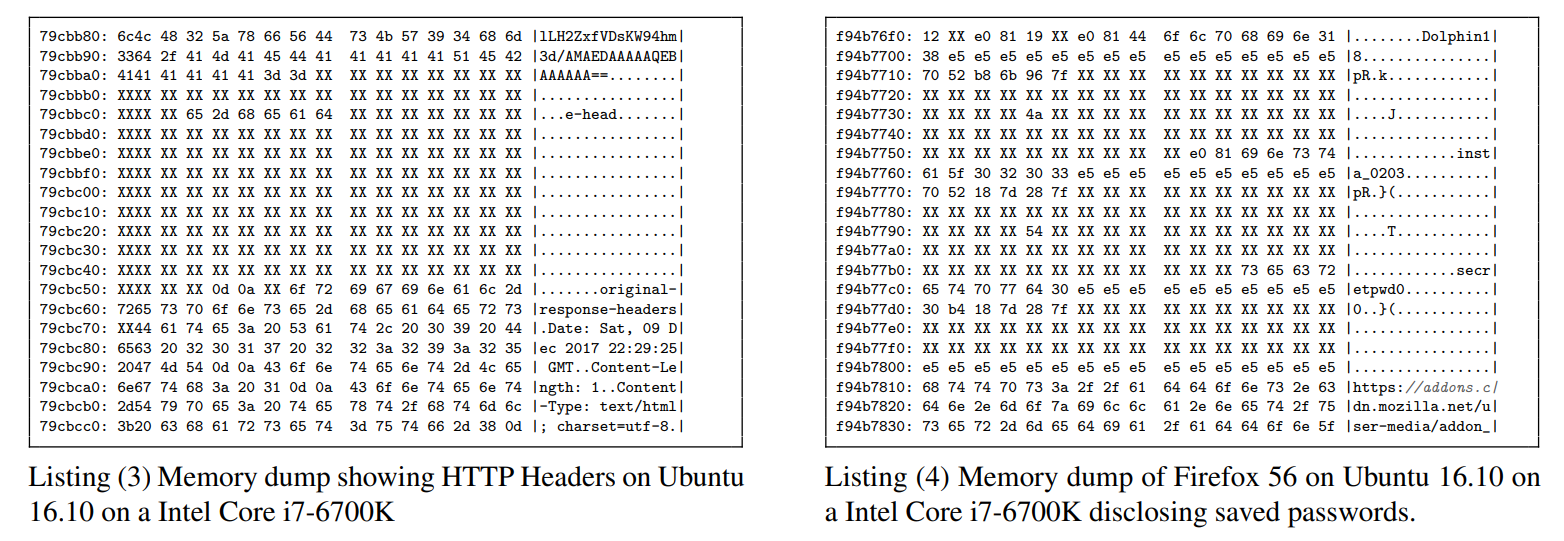 79cbb80: 6c4c 48 32 5a 78 66 56 44 73 4b 57 39 34 68 6d |lLH2ZxfVDsKW94hm|
79cbb90: 3364 2f 41 4d 41 45 44 41 41 41 41 41 51 45 42 |3d/AMAEDAAAAAQEB|
79cbba0: 4141 41 41 41 41 3d 3d XX XX XX XX XX XX XX XX |AAAAAA==........|
79cbbb0: XXXX XX XX XX XX XX XX XX XX XX XX XX XX XX XX |................|
79cbbc0: XXXX XX 65 2d 68 65 61 64 XX XX XX XX XX XX XX |...e-head.......|
79cbbd0: XXXX XX XX XX XX XX XX XX XX XX XX XX XX XX XX |................|
79cbbe0: XXXX XX XX XX XX XX XX XX XX XX XX XX XX XX XX |................|
79cbbf0: XXXX XX XX XX XX XX XX XX XX XX XX XX XX XX XX |................|
79cbc00: XXXX XX XX XX XX XX XX XX XX XX XX XX XX XX XX |................|
79cbc10: XXXX XX XX XX XX XX XX XX XX XX XX XX XX XX XX |................|
79cbc20: XXXX XX XX XX XX XX XX XX XX XX XX XX XX XX XX |................|
79cbc30: XXXX XX XX XX XX XX XX XX XX XX XX XX XX XX XX |................|
79cbc40: XXXX XX XX XX XX XX XX XX XX XX XX XX XX XX XX |................|
79cbc50: XXXX XX XX 0d 0a XX 6f 72 69 67 69 6e 61 6c 2d |.......original-|
79cbc60: 7265 73 70 6f 6e 73 65 2d 68 65 61 64 65 72 73 |response-headers|
79cbc70: XX44 61 74 65 3a 20 53 61 74 2c 20 30 39 20 44 |.Date: Sat, 09 D|
79cbc80: 6563 20 32 30 31 37 20 32 32 3a 32 39 3a 32 35 |ec 2017 22:29:25|
79cbc90: 2047 4d 54 0d 0a 43 6f 6e 74 65 6e 74 2d 4c 65 | GMT..Content-Le|
79cbca0: 6e67 74 68 3a 20 31 0d 0a 43 6f 6e 74 65 6e 74 |ngth: 1..Content|
79cbcb0: 2d54 79 70 65 3a 20 74 65 78 74 2f 68 74 6d 6c |-Type: text/html|
79cbcc0: 3b20 63 68 61 72 73 65 74 3d 75 74 66 2d 38 0d |; charset=utf-8.|
Listing (3) Memory dump showing HTTP Headers on Ubuntu
16.10 on a Intel Core i7-6700K
f94b76f0: 12 XX e0 81 19 XX e0 81 44 6f 6c 70 68 69 6e 31 |........Dolphin1|
f94b7700: 38 e5 e5 e5 e5 e5 e5 e5 e5 e5 e5 e5 e5 e5 e5 e5 |8...............|
f94b7710: 70 52 b8 6b 96 7f XX XX XX XX XX XX XX XX XX XX |pR.k............|
f94b7720: XX XX XX XX XX XX XX XX XX XX XX XX XX XX XX XX |................|
f94b7730: XX XX XX XX 4a XX XX XX XX XX XX XX XX XX XX XX |....J...........|
f94b7740: XX XX XX XX XX XX XX XX XX XX XX XX XX XX XX XX |................|
f94b7750: XX XX XX XX XX XX XX XX XX XX e0 81 69 6e 73 74 |............inst|
f94b7760: 61 5f 30 32 30 33 e5 e5 e5 e5 e5 e5 e5 e5 e5 e5 |a_0203..........|
f94b7770: 70 52 18 7d 28 7f XX XX XX XX XX XX XX XX XX XX |pR.}(...........|
f94b7780: XX XX XX XX XX XX XX XX XX XX XX XX XX XX XX XX |................|
f94b7790: XX XX XX XX 54 XX XX XX XX XX XX XX XX XX XX XX |....T...........|
f94b77a0: XX XX XX XX XX XX XX XX XX XX XX XX XX XX XX XX |................|
f94b77b0: XX XX XX XX XX XX XX XX XX XX XX XX 73 65 63 72 |............secr|
f94b77c0: 65 74 70 77 64 30 e5 e5 e5 e5 e5 e5 e5 e5 e5 e5 |etpwd0..........|
f94b77d0: 30 b4 18 7d 28 7f XX XX XX XX XX XX XX XX XX XX |0..}(...........|
f94b77e0: XX XX XX XX XX XX XX XX XX XX XX XX XX XX XX XX |................|
f94b77f0: XX XX XX XX XX XX XX XX XX XX XX XX XX XX XX XX |................|
f94b7800: e5 e5 e5 e5 e5 e5 e5 e5 e5 e5 e5 e5 e5 e5 e5 e5 |................|
f94b7810: 68 74 74 70 73 3a 2f 2f 61 64 64 6f 6e 73 2e 63 |https://addons.c|
f94b7820: 64 6e 2e 6d 6f 7a 69 6c 6c 61 2e 6e 65 74 2f 75 |dn.mozilla.net/u|
f94b7830: 73 65 72 2d 6d 65 64 69 61 2f 61 64 64 6f 6e 5f |ser-media/addon_|
Listing (4) Memory dump of Firefox 56 on Ubuntu 16.10 on
a Intel Core i7-6700K disclosing saved passwords.